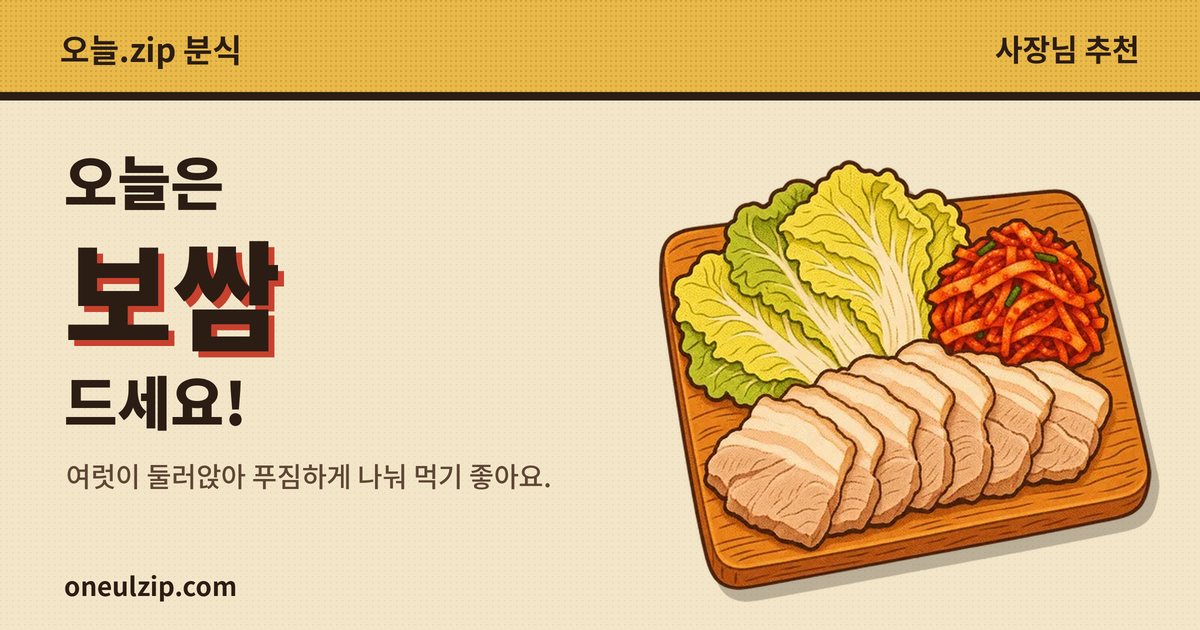 오늘.zip 분식
사장님 추천
오늘은
보쌈
드세요!
여럿이 둘러앉아 푸짐하게 나눠 먹기 좋아요.
oneulzip.com